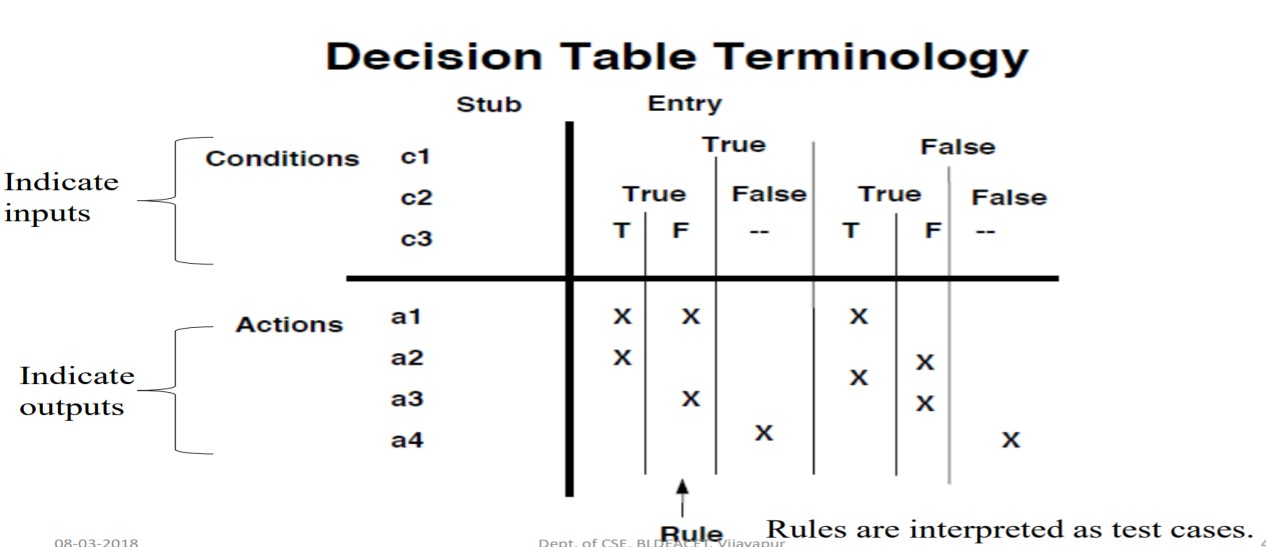 Decision Table Terminology
Stub Entry
True False
Conditions c1
Indicate
inputs
c2 True False True False
c3 T F -- T F --
Actions a1 X X X
a2 X X
X
Indicate
outputs
a3 X X
a4 X X
Rule Rules are interpreted as test cases.
08-03-2018 Dept. of CSE, BLDEACET, Vijayapur 4